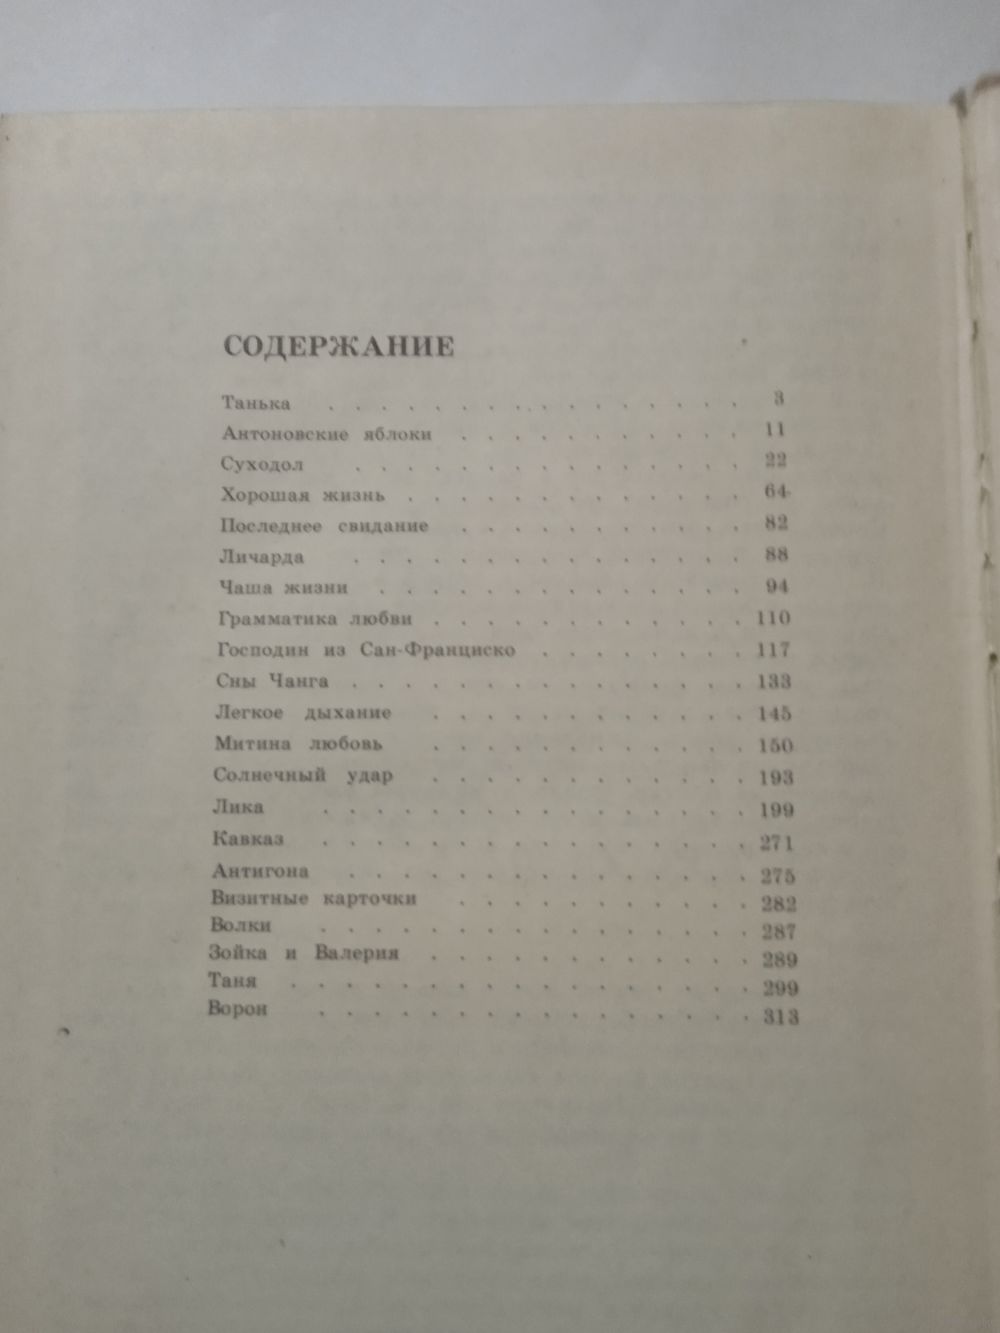 СОДЕРЖАНИЕ
Танька . . . . . . . . . . . . . . . . 3
Антоновские яблоки . . . . . . . . . . . 11
Суходол . . . . . . . . . . . . . . . 22
Хорошая жизнь . . . . . . . . . . . . . 64
Последнее свидание . . . . . . . . . . . 82
Личарда . . . . . . . . . . . . . . . 88
Чаша жизни . . . . . . . . . . . . . . 94
Грамматика любви . . . . . . . . . . . . 110
Господин из Сан-Франциско . . . . . . . . 117
Сны Чанга . . . . . . . . . . . . . . . 133
Легкое дыхание . . . . . . . . . . . . 145
Митина любовь . . . . . . . . . . . . 150
Солнечный удар . . . . . . . . . . . . 193
Лика . . . . . . . . . . . . . . . . 199
Кавказ . . . . . . . . . . . . . . . . 271
Антигона . . . . . . . . . . . . . . . 275
Визитные карточки . . . . . . . . . . . 282
Волки . . . . . . . . . . . . . . . . 287
Зойка и Валерия . . . . . . . . . . . . 289
Таня . . . . . . . . . . . . . . . . . 299
Ворон . . . . . . . . . . . . . . . . 313